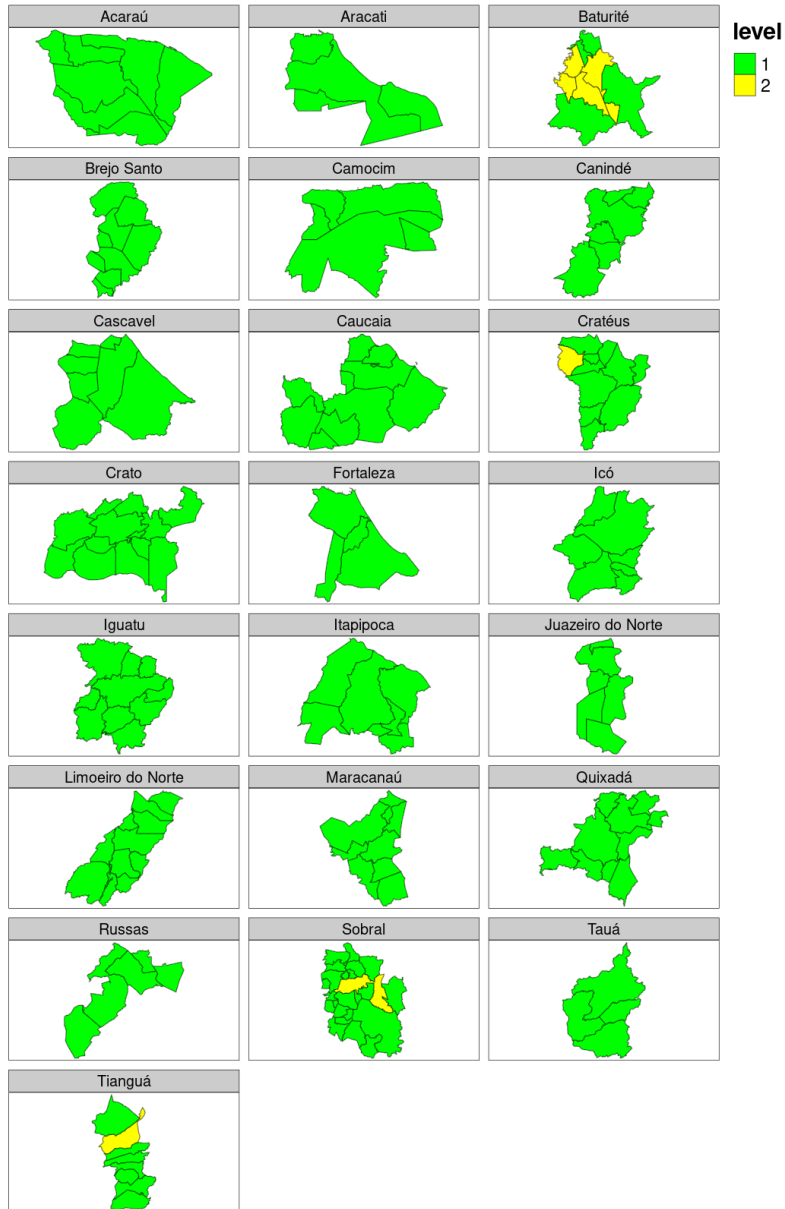 Acaraú
Aracati
Baturité
level
1
2
Brejo Santo
Camocim
Canindé
Cascavel
Caucaia
Cratéus
Crato
Fortaleza
Icó
Iguatu
Itapipoca
Juazeiro do Norte
Limoeiro do Norte
Maracanaú
Quixadá
Russas
Sobral
Tauá
Tianguá